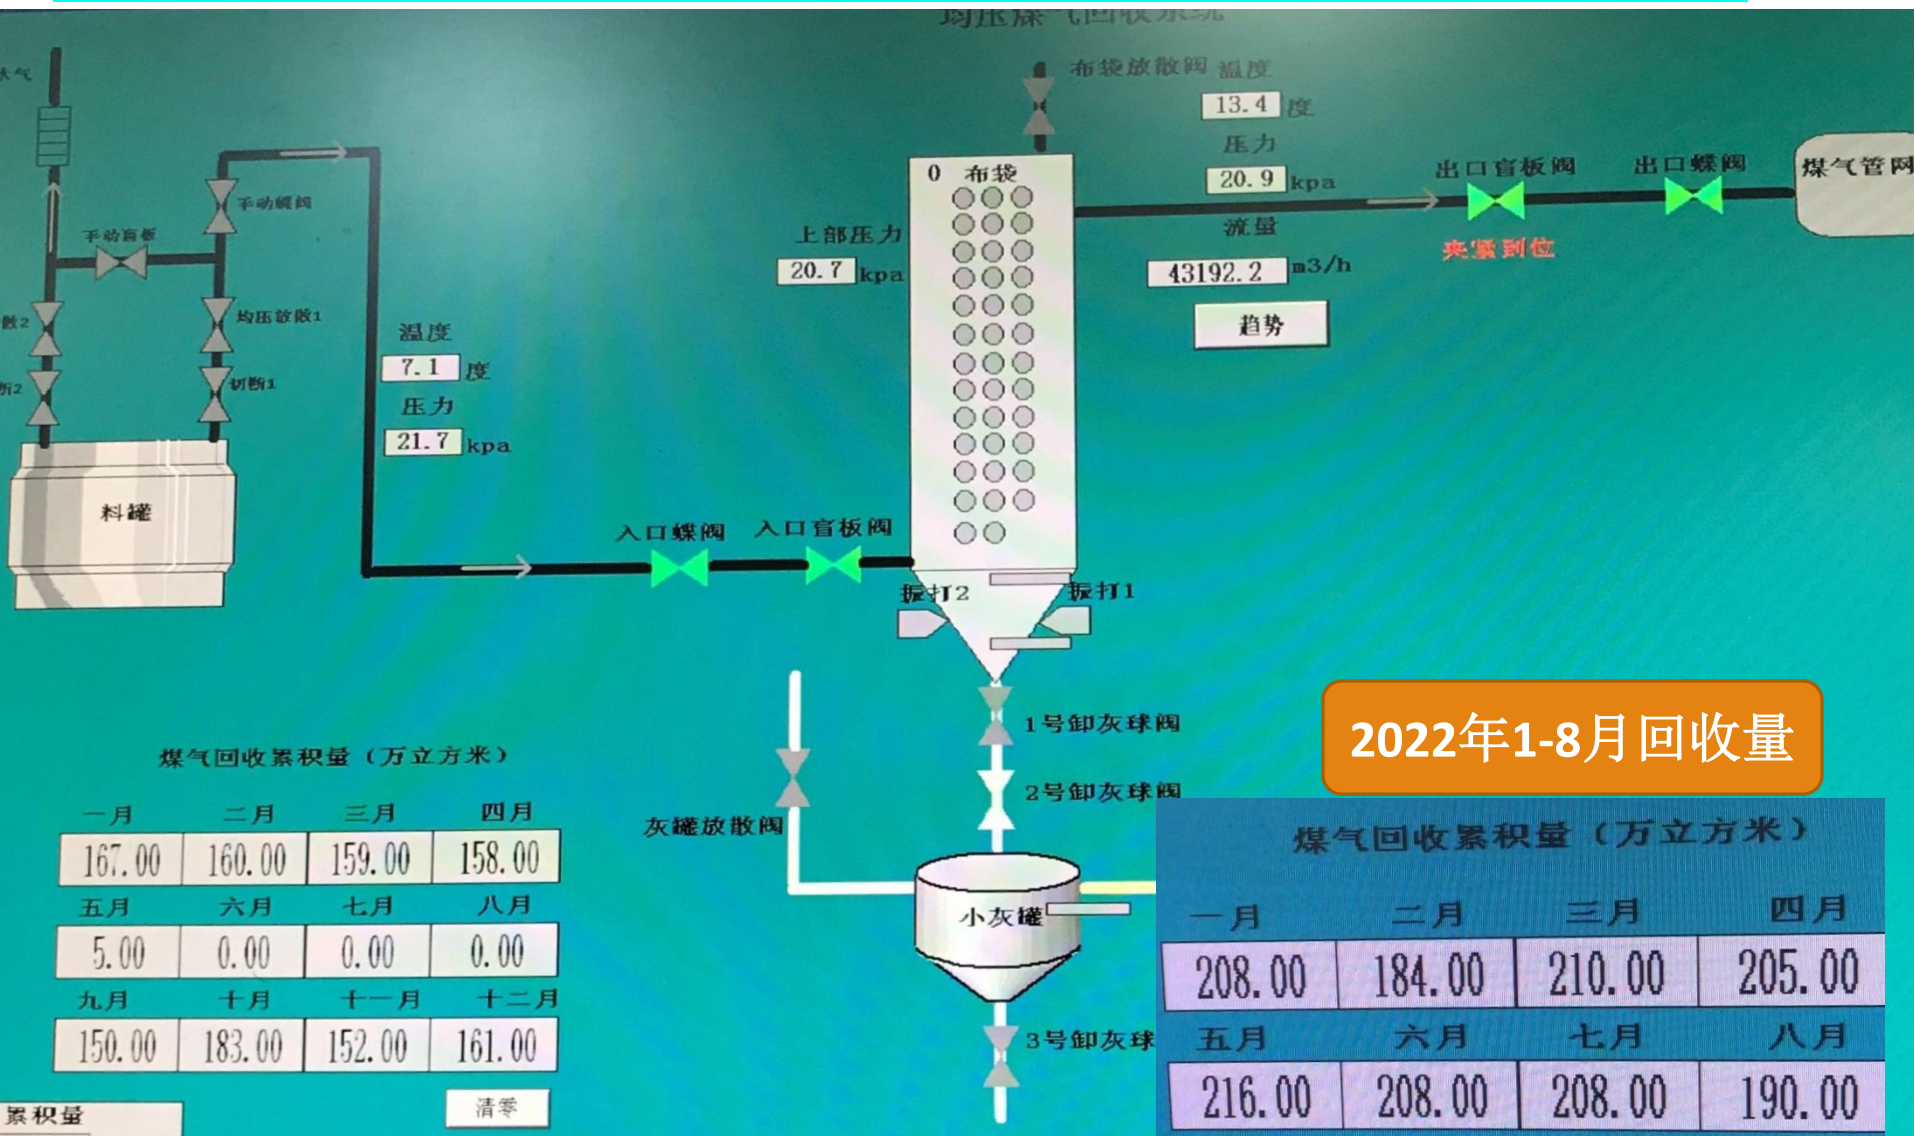 均压煤气回收系统
布袋放散阀
温度
13.4 度
压力
20.9 kpa
流量
43192.2 m3/h
趋势
出口盲板阀
夹紧到位
出口蝶阀
煤气管网
手动蝶阀
手动盲板
均压放散1
切断1
料罐
温度
7.1 度
压力
21.7 kpa
上部压力
20.7 kpa
0 布袋
入口蝶阀
入口盲板阀
振打2
振打1
1号卸灰球阀
2号卸灰球阀
灰罐放散阀
小灰罐
3号卸灰球
煤气回收累积量（万立方米）
一月 二月 三月 四月
167.00 160.00 159.00 158.00
五月 六月 七月 八月
5.00 0.00 0.00 0.00
九月 十月 十一月 十二月
150.00 183.00 152.00 161.00
清零
累积量
2022年1-8月回收量
煤气回收累积量（万立方米）
一月 二月 三月 四月
208.00 184.00 210.00 205.00
五月 六月 七月 八月
216.00 208.00 208.00 190.00